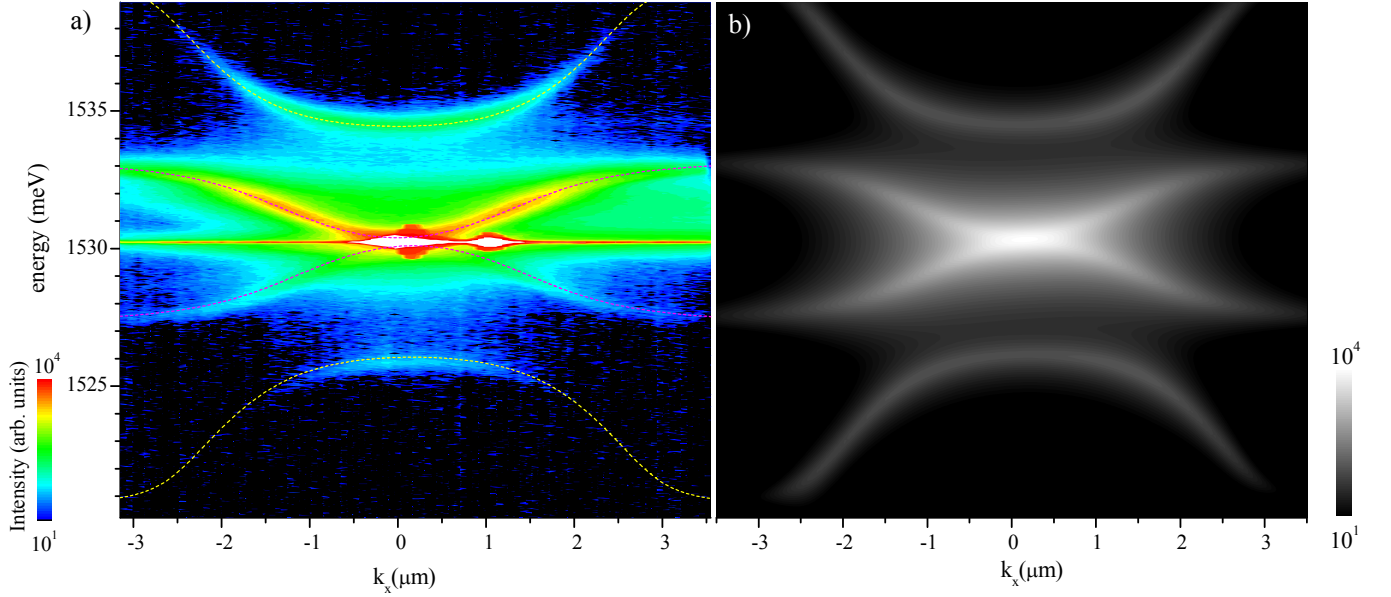 a)
b)
1535
1530
1525
energy (meV)
Intensity (arb. units)
10^4
10^1
10^4
10^1
-3 -2 -1 0 1 2 3
-3 -2 -1 0 1 2 3
k_x(μm)
k_x(μm)